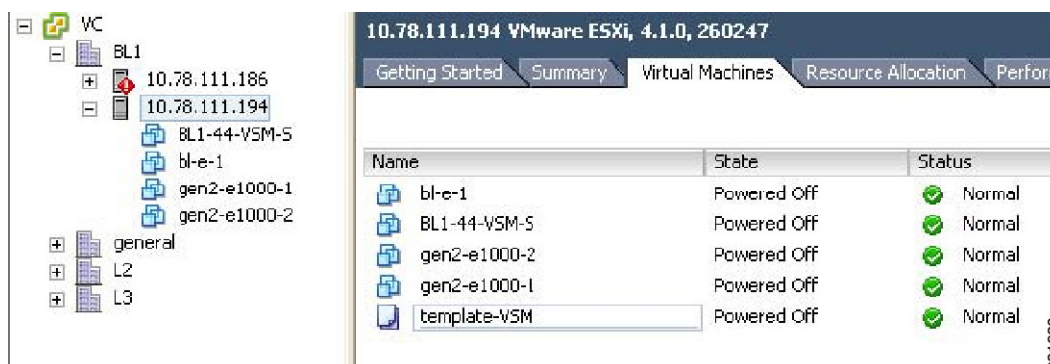 VC
BL1
10.78.111.186
10.78.111.194
BL1-44-VSM-S
bl-e-1
gen2-e1000-1
gen2-e1000-2
general
L2
L3
10.78.111.194 VMware ESXi, 4.1.0, 260247
Getting Started Summary Virtual Machines Resource Allocation Perfor
Name State Status
bl-e-1 Powered Off Normal
BL1-44-VSM-S Powered Off Normal
gen2-e1000-2 Powered Off Normal
gen2-e1000-1 Powered Off Normal
template-VSM Powered Off Normal